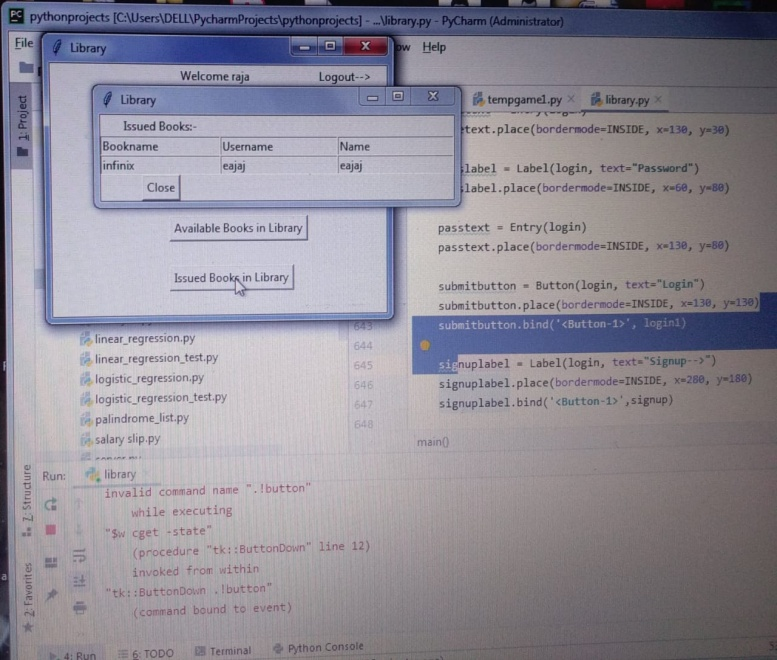 pythonprojects [C:\Users\DELL\PycharmProjects\pythonprojects] - ...\library.py - PyCharm (Administrator)
File
Help
Library
Welcome raja
Logout-->
Library
Issued Books:-
Bookname Username Name
infinix eajaj eajaj
Close
Available Books in Library
Issued Books in Library
1: Project
tempgame1.py
library.py
text.place(bordermode=INSIDE, x=130, y=30)
label = Label(login, text="Password")
label.place(bordermode=INSIDE, x=60, y=80)
passtext = Entry(login)
passtext.place(bordermode=INSIDE, x=130, y=80)
submitbutton = Button(login, text="Login")
submitbutton.place(bordermode=INSIDE, x=130, y=130)
643 submitbutton.bind('<Button-1>', login1)
644
645 signuplabel = Label(login, text="Signup-->")
646 signuplabel.place(bordermode=INSIDE, x=280, y=180)
647 signuplabel.bind('<Button-1>',signup)
648
main()
linear_regression.py
linear_regression_test.py
logistic_regression.py
logistic_regression_test.py
palindrome_list.py
salary slip.py
Run: library
invalid command name ".!button"
while executing
"$w cget -state"
(procedure "tk::ButtonDown" line 12)
invoked from within
"tk::ButtonDown .!button"
(command bound to event)
7: Structure
2: Favorites
4: Run 6: TODO Terminal Python Console